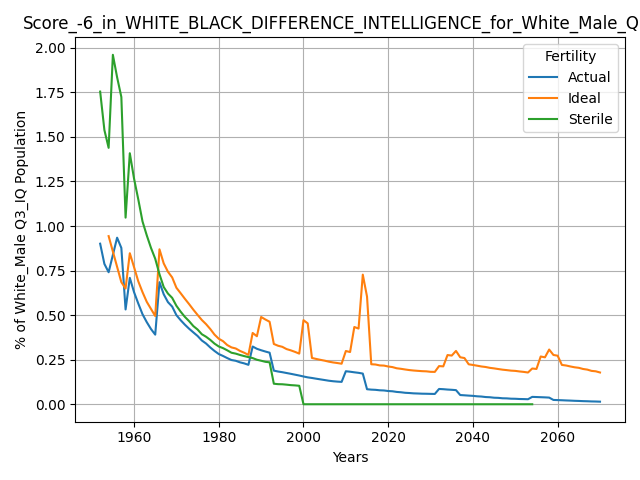 Score_-6_in_WHITE_BLACK_DIFFERENCE_INTELLIGENCE_for_White_Male_Q
2.00
1.75
1.50
1.25
1.00
0.75
0.50
0.25
0.00
% of White_Male Q3_IQ Population
Fertility
Actual
Ideal
Sterile
1960
1980
2000
2020
2040
2060
Years